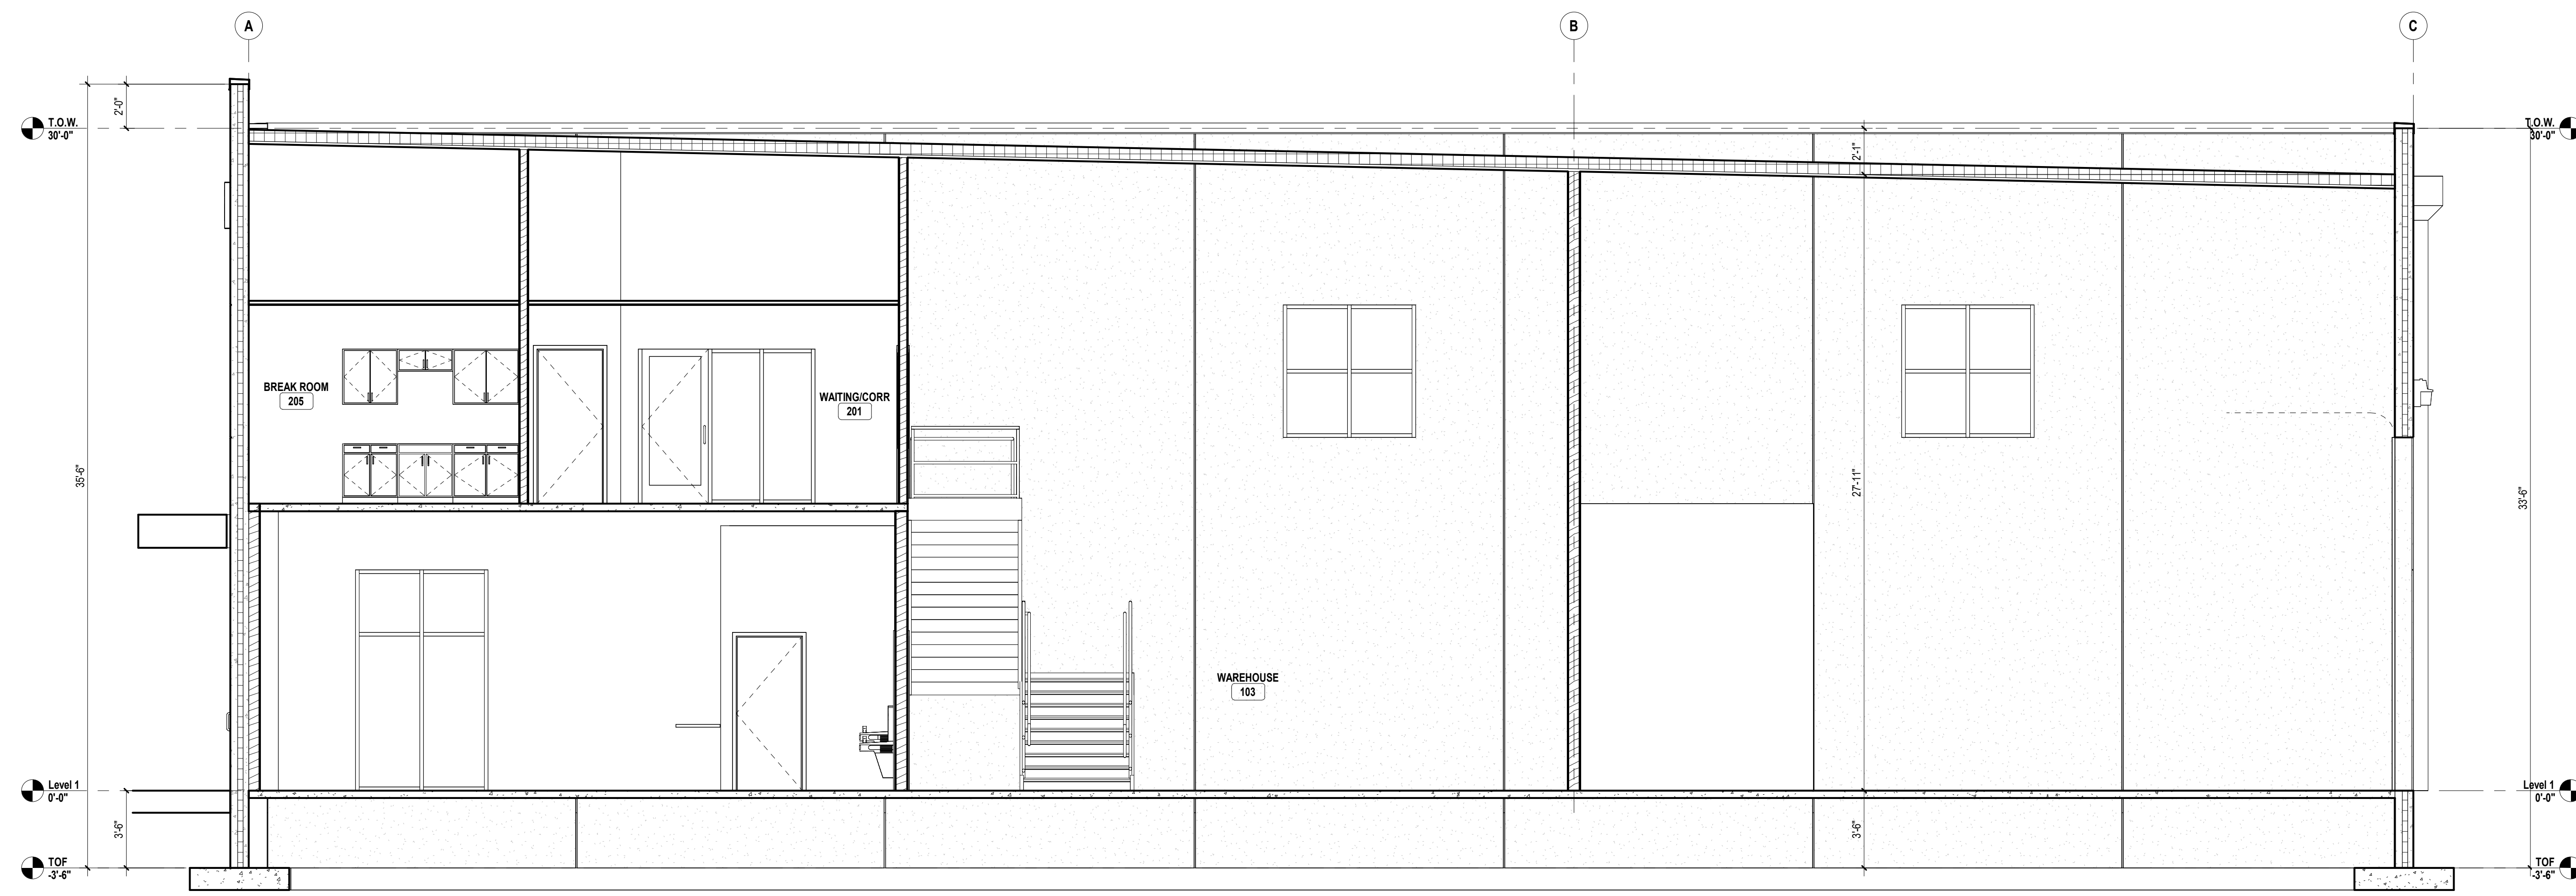 A
B
C
2'-0"
T.O.W.
30'-0"
T.O.W.
30'-0"
2'-1"
BREAK ROOM
205
WAITING/CORR
201
35'-6"
27'-11"
33'-6"
WAREHOUSE
103
Level 1
0'-0"
Level 1
0'-0"
3'-6"
3'-6"
TOF
-3'-6"
TOF
-3'-6"